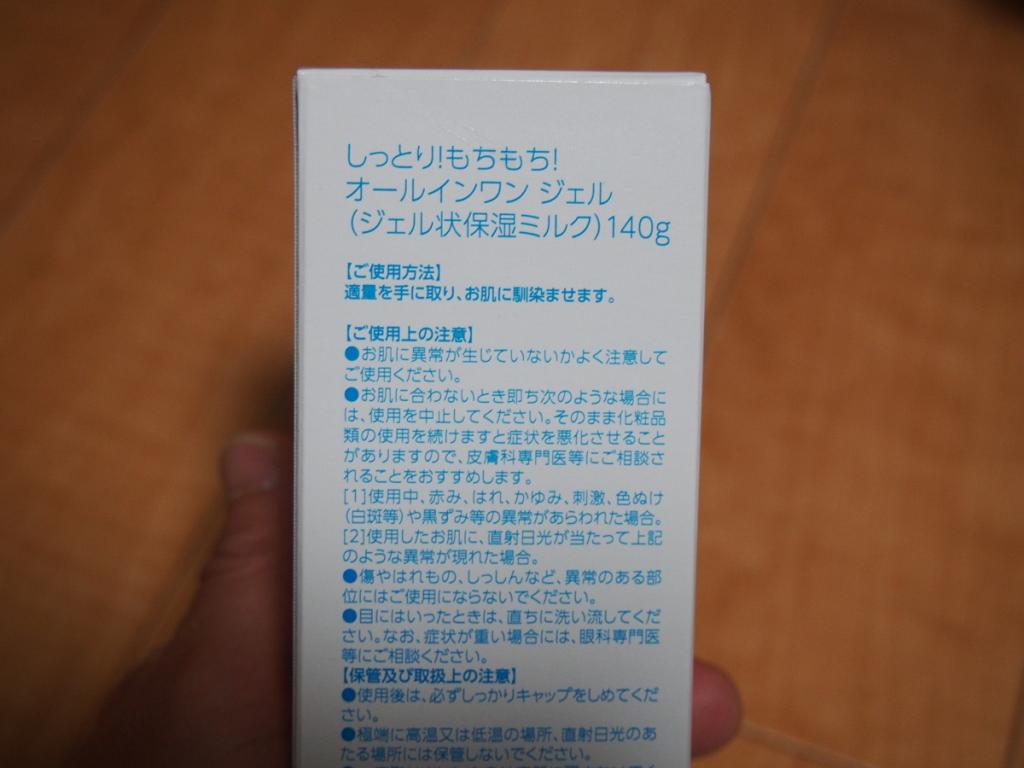 しっとり!もちもち!
オールインワン ジェル
(ジェル状保湿ミルク)140g
【ご使用方法】
適量を手に取り、お肌に馴染ませます。
【ご使用上の注意】
●お肌に異常が生じていないかよく注意して
ご使用ください。
●お肌に合わないとき即ち次のような場合に
は、使用を中止してください。そのまま化粧品
類の使用を続けますと症状を悪化させること
がありますので、皮膚科専門医等にご相談さ
れることをおすすめします。
[1]使用中、赤み、はれ、かゆみ、刺激、色ぬけ
(白斑等)や黒ずみ等の異常があらわれた場合。
[2]使用したお肌に、直射日光が当たって上記
のような異常が現れた場合。
●傷やはれもの、しっしんなど、異常のある部
位にはご使用にならないでください。
●目にはいったときは、直ちに洗い流してくだ
さい。なお、症状が重い場合には、眼科専門医
等にご相談ください。
【保管及び取扱上の注意】
●使用後は、必ずしっかりキャップをしめてくだ
さい。
●極端に高温又は低温の場所、直射日光のあ
たる場所には保管しないでください。